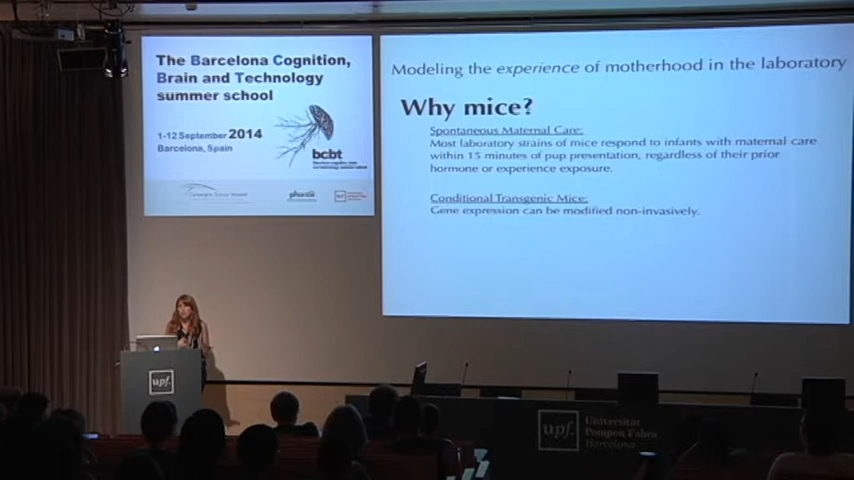 The Barcelona Cognition,
Brain and Technology
summer school
1-12 September 2014
Barcelona, Spain
bcbt
Modeling the experience of motherhood in the laboratory
Why mice?
Spontaneous Maternal Care:
Most laboratory strains of mice respond to infants with maternal care
within 15 minutes of pup presentation, regardless of their prior
hormone or experience exposure.
Conditional Transgenic Mice:
Gene expression can be modified non-invasively.
upf.
upf.
Universitat
Pompeu Fabra
Barcelona